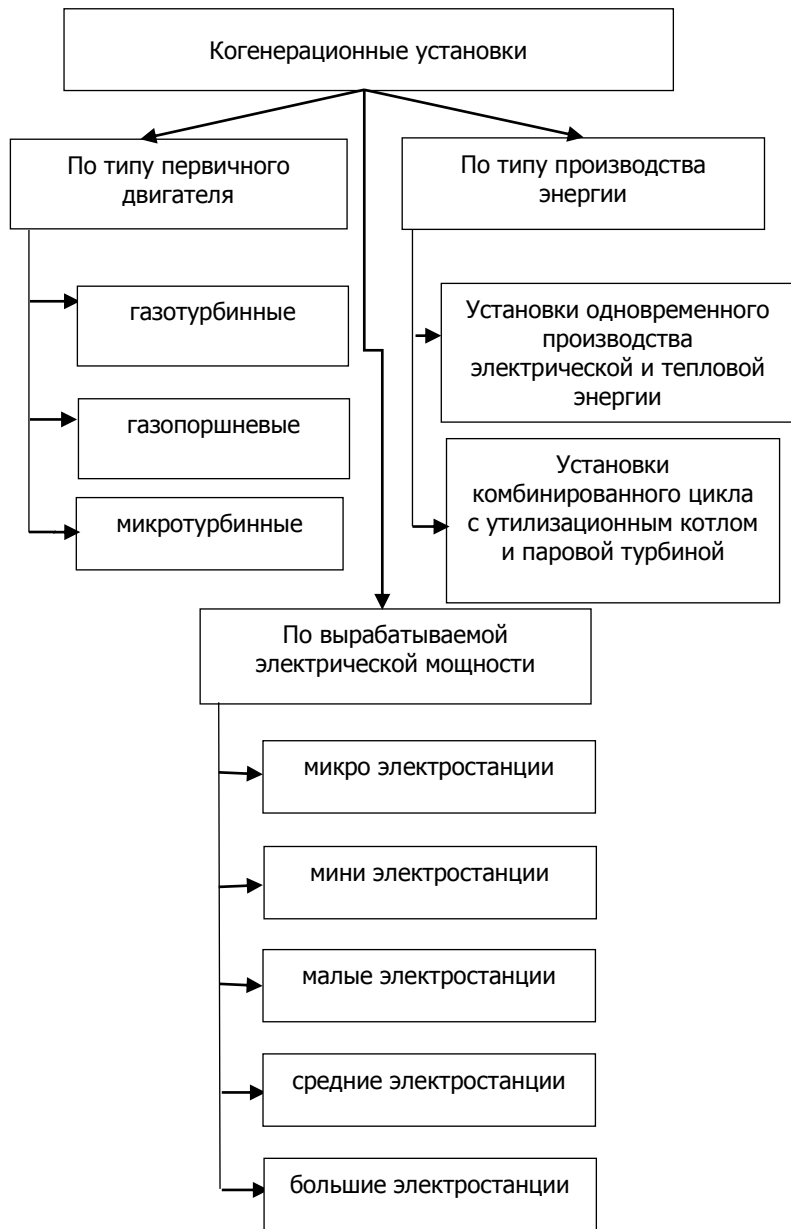 Когенерационные установки
По типу первичного
двигателя
газотурбинные
газопоршневые
микротурбинные
По типу производства
энергии
Установки одновременного
производства
электрической и тепловой
энергии
Установки
комбинированного цикла
с утилизационным котлом
и паровой турбиной
По вырабатываемой
электрической мощности
микро электростанции
мини электростанции
малые электростанции
средние электростанции
большие электростанции